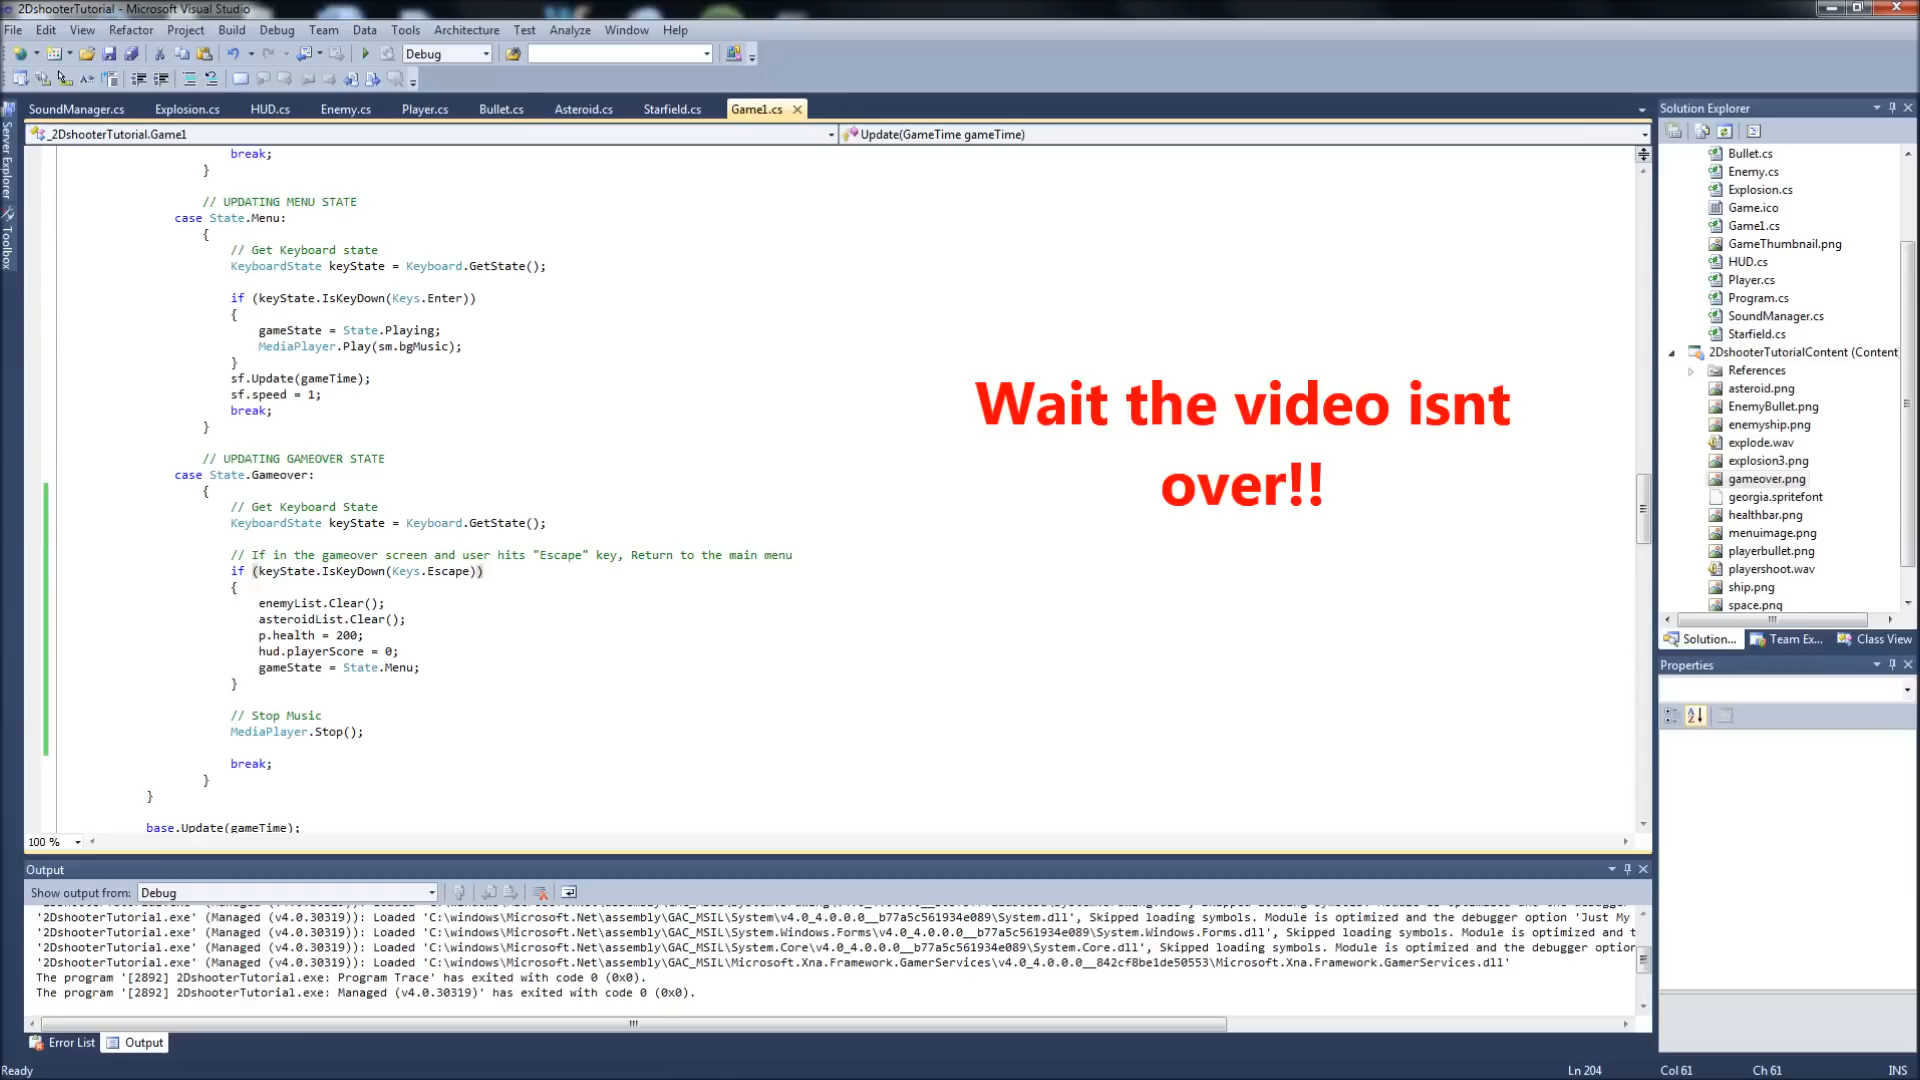 2DshooterTutorial - Microsoft Visual Studio
File Edit View Refactor Project Build Debug Team Data Tools Architecture Test Analyze Window Help
Debug
SoundManager.cs Explosion.cs HUD.cs Enemy.cs Player.cs Bullet.cs Asteroid.cs Starfield.cs Game1.cs
_2DshooterTutorial.Game1 Update(GameTime gameTime)
break;
}
// UPDATING MENU STATE
case State.Menu:
{
// Get Keyboard state
KeyboardState keyState = Keyboard.GetState();
if (keyState.IsKeyDown(Keys.Enter))
{
gameState = State.Playing;
MediaPlayer.Play(sm.bgMusic);
}
sf.Update(gameTime);
sf.speed = 1;
break;
}
// UPDATING GAMEOVER STATE
case State.Gameover:
{
// Get Keyboard State
KeyboardState keyState = Keyboard.GetState();
// If in the gameover screen and user hits "Escape" key, Return to the main menu
if (keyState.IsKeyDown(Keys.Escape))
{
enemyList.Clear();
asteroidList.Clear();
p.health = 200;
hud.playerScore = 0;
gameState = State.Menu;
}
// Stop Music
MediaPlayer.Stop();
break;
}
}
base.Update(gameTime);
100 %
Wait the video isnt
over!!
Server Explorer
Toolbox
Solution Explorer
Bullet.cs
Enemy.cs
Explosion.cs
Game.ico
Game1.cs
GameThumbnail.png
HUD.cs
Player.cs
Program.cs
SoundManager.cs
Starfield.cs
2DshooterTutorialContent (Content
References
asteroid.png
EnemyBullet.png
enemyship.png
explode.wav
explosion3.png
gameover.png
georgia.spritefont
healthbar.png
menuimage.png
playerbullet.png
playershoot.wav
ship.png
space.png
Solution... Team Ex... Class View
Properties
Output
Show output from: Debug
'2DshooterTutorial.exe' (Managed (v4.0.30319)): Loaded 'C:\windows\Microsoft.Net\assembly\GAC_MSIL\System\v4.0_4.0.0.0__b77a5c561934e089\System.dll', Skipped loading symbols. Module is optimized and the debugger option 'Just My
'2DshooterTutorial.exe' (Managed (v4.0.30319)): Loaded 'C:\windows\Microsoft.Net\assembly\GAC_MSIL\System.Windows.Forms\v4.0_4.0.0.0__b77a5c561934e089\System.Windows.Forms.dll', Skipped loading symbols. Module is optimized and t
'2DshooterTutorial.exe' (Managed (v4.0.30319)): Loaded 'C:\windows\Microsoft.Net\assembly\GAC_MSIL\System.Core\v4.0_4.0.0.0__b77a5c561934e089\System.Core.dll', Skipped loading symbols. Module is optimized and the debugger option
'2DshooterTutorial.exe' (Managed (v4.0.30319)): Loaded 'C:\windows\Microsoft.Net\assembly\GAC_MSIL\Microsoft.Xna.Framework.GamerServices\v4.0_4.0.0.0__842cf8be1de50553\Microsoft.Xna.Framework.GamerServices.dll'
The program '[2892] 2DshooterTutorial.exe: Program Trace' has exited with code 0 (0x0).
The program '[2892] 2DshooterTutorial.exe: Managed (v4.0.30319)' has exited with code 0 (0x0).
Error List Output
Ready Ln 204 Col 61 Ch 61 INS